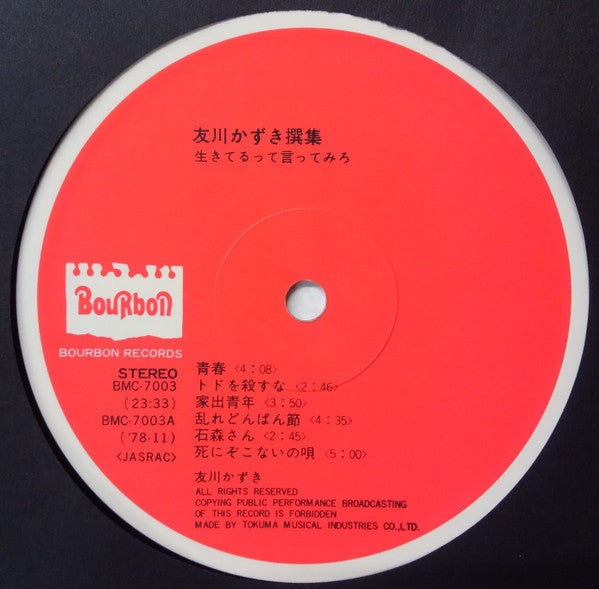 友川かずき撰集
生きてるって言ってみろ
BouRbon
BOURBON RECORDS
STEREO
BMC-7003
(23:33)
BMC-7003A
('78・11)
<JASRAC>
青春 <4:08>
トドを殺すな <2:46>
家出青年 <3:50>
乱れどんぱん節 <4:35>
石森さん <2:45>
死にぞこないの唄 <5:00>
友川かずき
ALL RIGHTS RESERVED
COPYING PUBLIC PERFORMANCE BROADCASTING
OF THIS RECORD IS FORBIDDEN
MADE BY TOKUMA MUSICAL INDUSTRIES CO.,LTD.